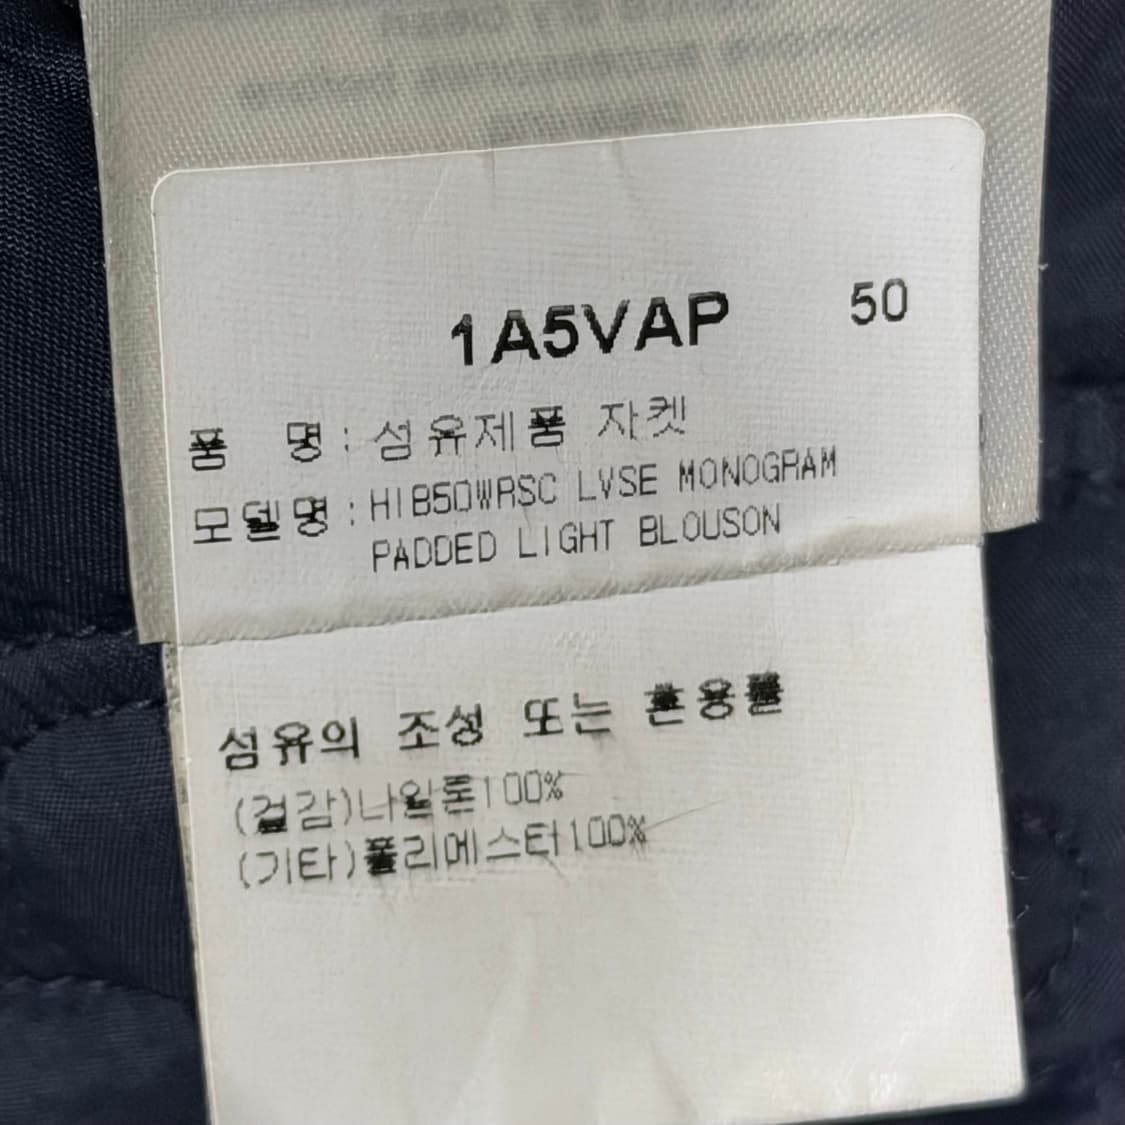 1A5VAP 50
품 명 : 섬유제품 자켓
모델명 : HIB50WRSC LVSE MONOGRAM
PADDED LIGHT BLOUSON
섬유의 조성 또는 혼용률
(겉감)나일론100%
(기타)폴리에스터100%